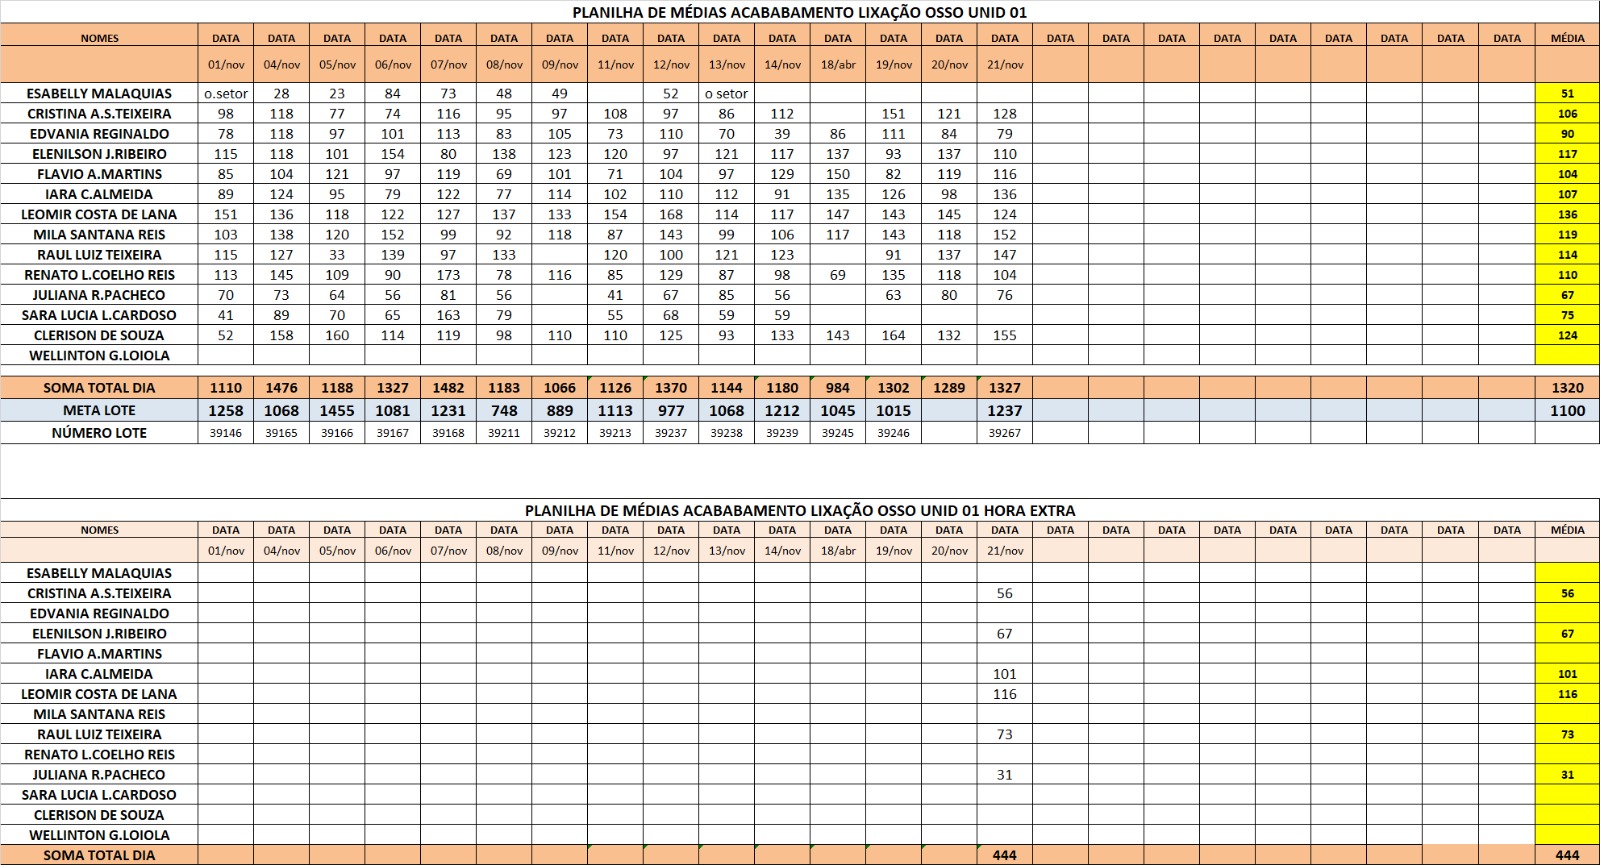 PLANILHA DE MÉDIAS ACABABAMENTO LIXAÇÃO OSSO UNID 01
NOMES DATA DATA DATA DATA DATA DATA DATA DATA DATA DATA DATA DATA DATA DATA DATA DATA DATA DATA DATA DATA DATA DATA DATA DATA MÉDIA
01/nov 04/nov 05/nov 06/nov 07/nov 08/nov 09/nov 11/nov 12/nov 13/nov 14/nov 18/abr 19/nov 20/nov 21/nov
ESABELLY MALAQUIAS o.setor 28 23 84 73 48 49 52 o setor 51
CRISTINA A.S.TEIXEIRA 98 118 77 74 116 95 97 108 97 86 112 151 121 128 106
EDVANIA REGINALDO 78 118 97 101 113 83 105 73 110 70 39 86 111 84 79 90
ELENILSON J.RIBEIRO 115 118 101 154 80 138 123 120 97 121 117 137 93 137 110 117
FLAVIO A.MARTINS 85 104 121 97 119 69 101 71 104 97 129 150 82 119 116 104
IARA C.ALMEIDA 89 124 95 79 122 77 114 102 110 112 91 135 126 98 136 107
LEOMIR COSTA DE LANA 151 136 118 122 127 137 133 154 168 114 117 147 143 145 124 136
MILA SANTANA REIS 103 138 120 152 99 92 118 87 143 99 106 117 143 118 152 119
RAUL LUIZ TEIXEIRA 115 127 33 139 97 133 120 100 121 123 91 137 147 114
RENATO L.COELHO REIS 113 145 109 90 173 78 116 85 129 87 98 69 135 118 104 110
JULIANA R.PACHECO 70 73 64 56 81 56 41 67 85 56 63 80 76 67
SARA LUCIA L.CARDOSO 41 89 70 65 163 79 55 68 59 59 75
CLERISON DE SOUZA 52 158 160 114 119 98 110 110 125 93 133 143 164 132 155 124
WELLINTON G.LOIOLA
SOMA TOTAL DIA 1110 1476 1188 1327 1482 1183 1066 1126 1370 1144 1180 984 1302 1289 1327 1320
META LOTE 1258 1068 1455 1081 1231 748 889 1113 977 1068 1212 1045 1015 1237 1100
NÚMERO LOTE 39146 39165 39166 39167 39168 39211 39212 39213 39237 39238 39239 39245 39246 39267
PLANILHA DE MÉDIAS ACABABAMENTO LIXAÇÃO OSSO UNID 01 HORA EXTRA
NOMES DATA DATA DATA DATA DATA DATA DATA DATA DATA DATA DATA DATA DATA DATA DATA DATA DATA DATA DATA DATA DATA DATA DATA DATA MÉDIA
01/nov 04/nov 05/nov 06/nov 07/nov 08/nov 09/nov 11/nov 12/nov 13/nov 14/nov 18/abr 19/nov 20/nov 21/nov
ESABELLY MALAQUIAS
CRISTINA A.S.TEIXEIRA 56 56
EDVANIA REGINALDO
ELENILSON J.RIBEIRO 67 67
FLAVIO A.MARTINS
IARA C.ALMEIDA 101 101
LEOMIR COSTA DE LANA 116 116
MILA SANTANA REIS
RAUL LUIZ TEIXEIRA 73 73
RENATO L.COELHO REIS
JULIANA R.PACHECO 31 31
SARA LUCIA L.CARDOSO
CLERISON DE SOUZA
WELLINTON G.LOIOLA
SOMA TOTAL DIA 444 444